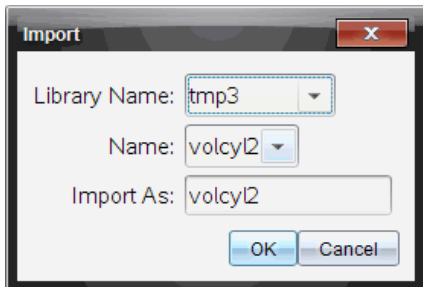 Import
Library Name: tmp3
Name: volcyl2
Import As: volcyl2
OK Cancel